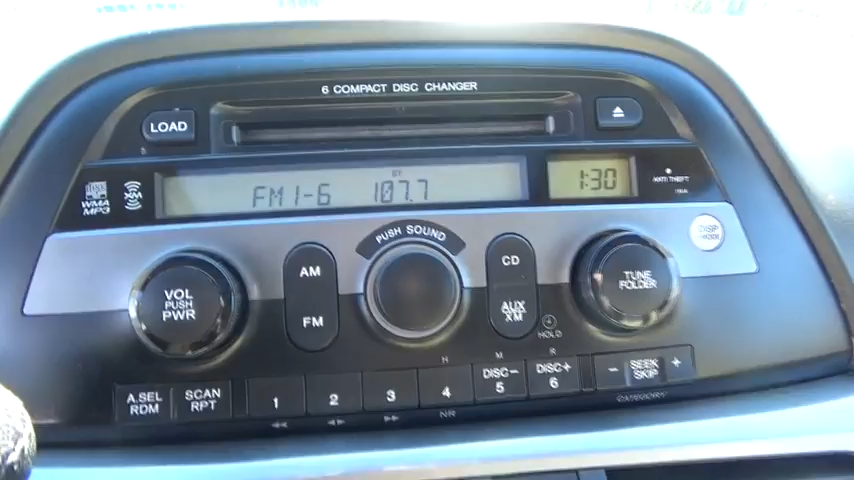 6 COMPACT DISC CHANGER
LOAD
WMA
MP3
XM
ST
FM1-6 107.7
1:30
ANTI THEFT
DISP
PUSH SOUND
VOL
PUSH
PWR
AM
FM
CD
AUX
XM
TUNE
FOLDER
HOLD
H M R
A.SEL
RDM
SCAN
RPT
1
2
3
4
DISC-
5
DISC+
6
- SEEK +
SKIP
NR
CATEGORY